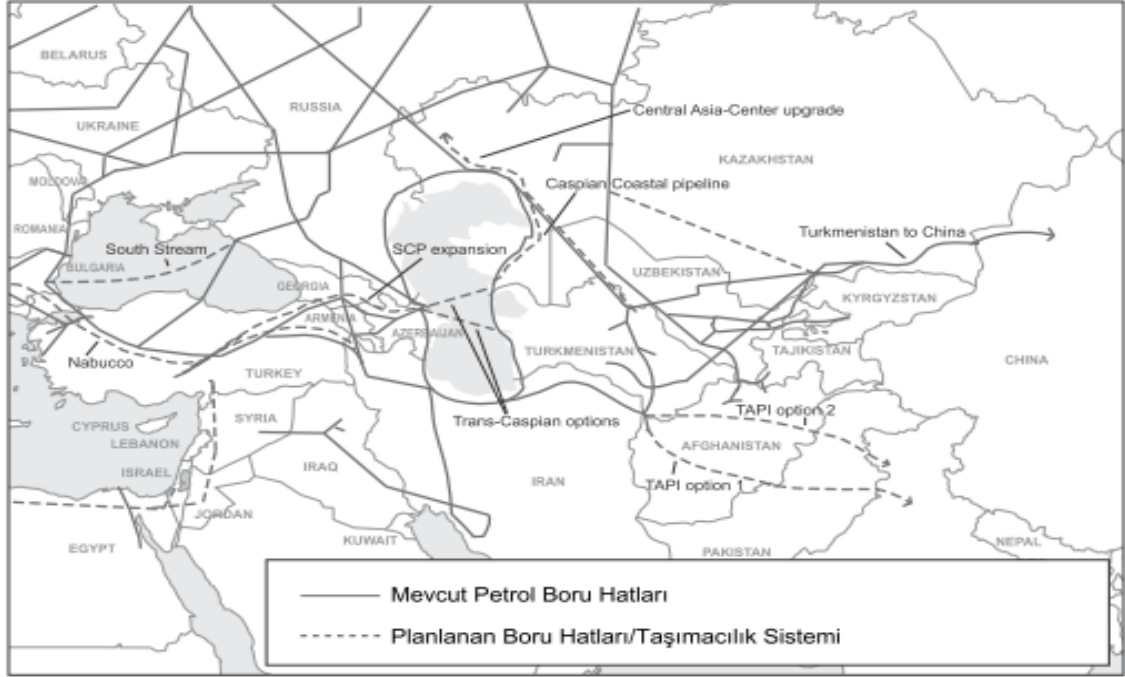 BELARUS
RUSSIA
Central Asia-Center upgrade
UKRAINE
KAZAKHSTAN
MOLDOVA
Caspian Coastal pipeline
ROMANIA
Turkmenistan to China
South Stream
SCP expansion
BULGARIA
UZBEKISTAN
GEORGIA
KYRGYZSTAN
ARMENIA
AZERBAIJAN
TURKMENISTAN
TAJIKISTAN
CHINA
Nabucco
TURKEY
TAPI option 2
SYRIA
Trans-Caspian options
CYPRUS
LEBANON
AFGHANISTAN
ISRAEL
IRAQ
IRAN
TAPI option 1
JORDAN
KUWAIT
NEPAL
EGYPT
PAKISTAN
Mevcut Petrol Boru Hatları
Planlanan Boru Hatları/Taşımacılık Sistemi